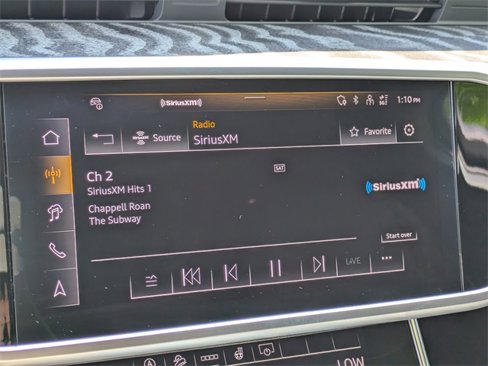 ((SiriusXM))
1:10 PM
Radio
SiriusXM
Source
SiriusXM
Favorite
Ch 2
SAT
SiriusXM Hits 1
((SiriusXM))
Chappell Roan
The Subway
Start over
LIVE
LOW